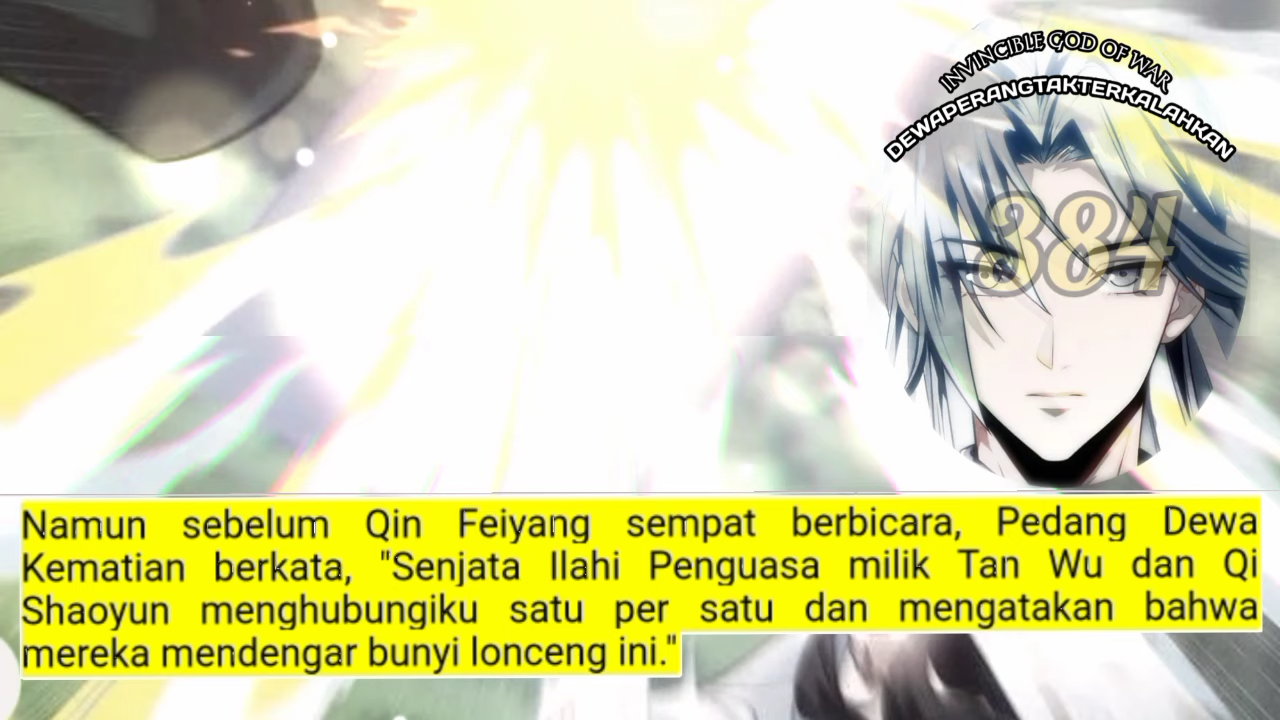 INVINCIBLE GOD OF WAR
DEWAPERANGTAKTERKALAHKAN
384
Namun sebelum Qin Feiyang sempat berbicara, Pedang Dewa
Kematian berkata, "Senjata Ilahi Penguasa milik Tan Wu dan Qi
Shaoyun menghubungiku satu per satu dan mengatakan bahwa
mereka mendengar bunyi lonceng ini."